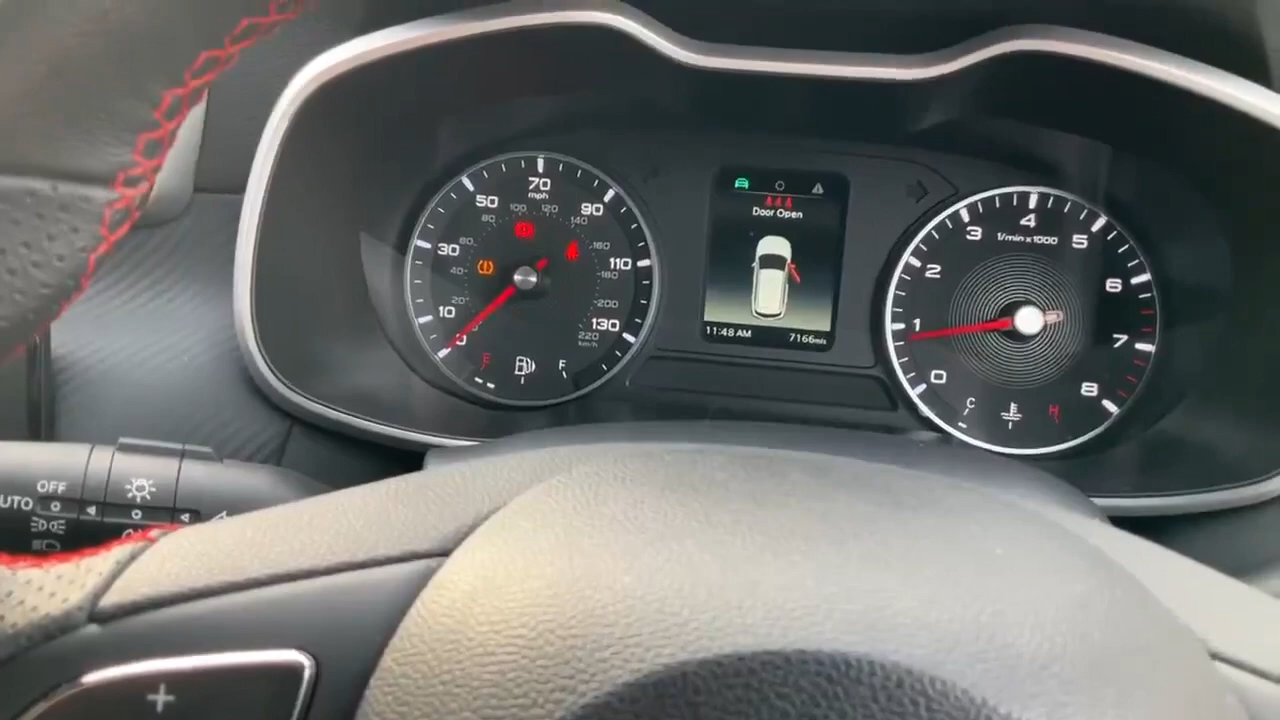 70
mph
50
90
100
120
80
140
30
60
160
40
110
180
20
200
10
130
0
220
km/h
E
F
Door Open
11:48 AM
7166mls
4
1/min x 1000
3
5
2
6
1
7
0
8
C
H
OFF
AUTO
+